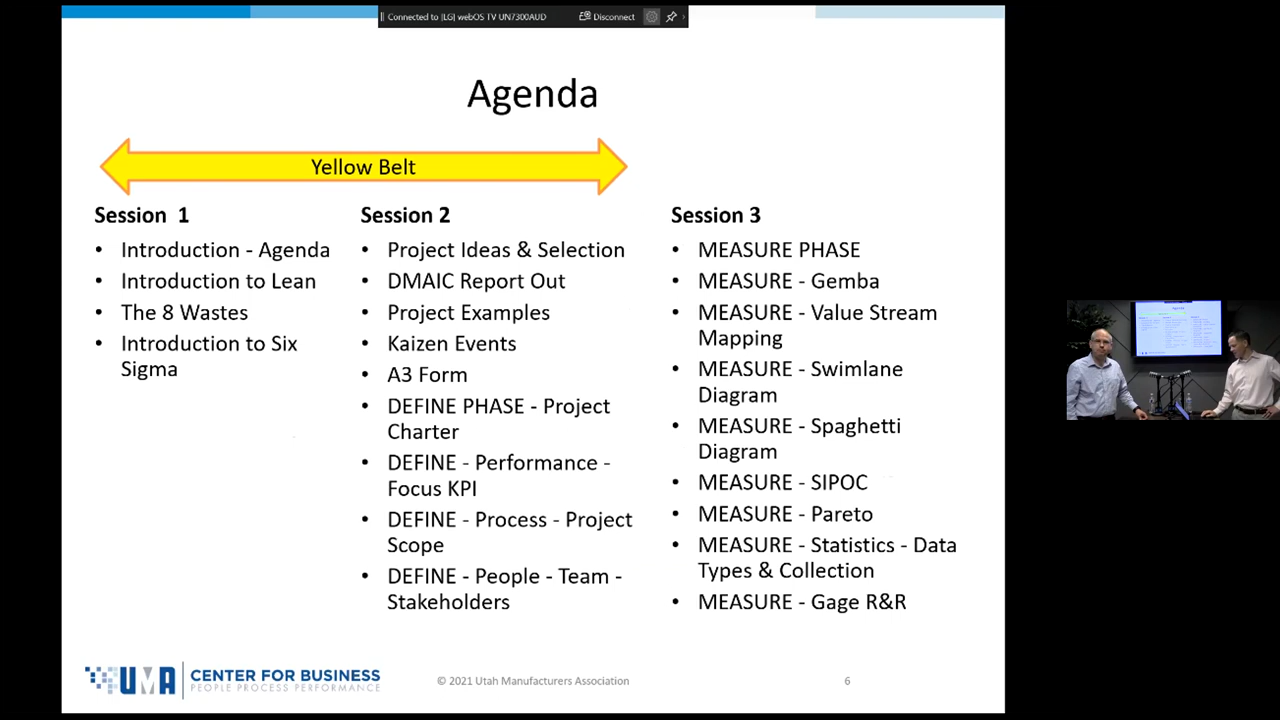 Connected to [LG] webOS TV UN7300AUD
Disconnect
Agenda
Yellow Belt
Session 1
• Introduction - Agenda
• Introduction to Lean
• The 8 Wastes
• Introduction to Six
Sigma
Session 2
• Project Ideas & Selection
• DMAIC Report Out
• Project Examples
• Kaizen Events
• A3 Form
• DEFINE PHASE - Project
Charter
• DEFINE - Performance -
Focus KPI
• DEFINE - Process - Project
Scope
• DEFINE - People - Team -
Stakeholders
Session 3
• MEASURE PHASE
• MEASURE - Gemba
• MEASURE - Value Stream
Mapping
• MEASURE - Swimlane
Diagram
• MEASURE - Spaghetti
Diagram
• MEASURE - SIPOC
• MEASURE - Pareto
• MEASURE - Statistics - Data
Types & Collection
• MEASURE - Gage R&R
UMA
CENTER FOR BUSINESS
PEOPLE PROCESS PERFORMANCE
© 2021 Utah Manufacturers Association
6